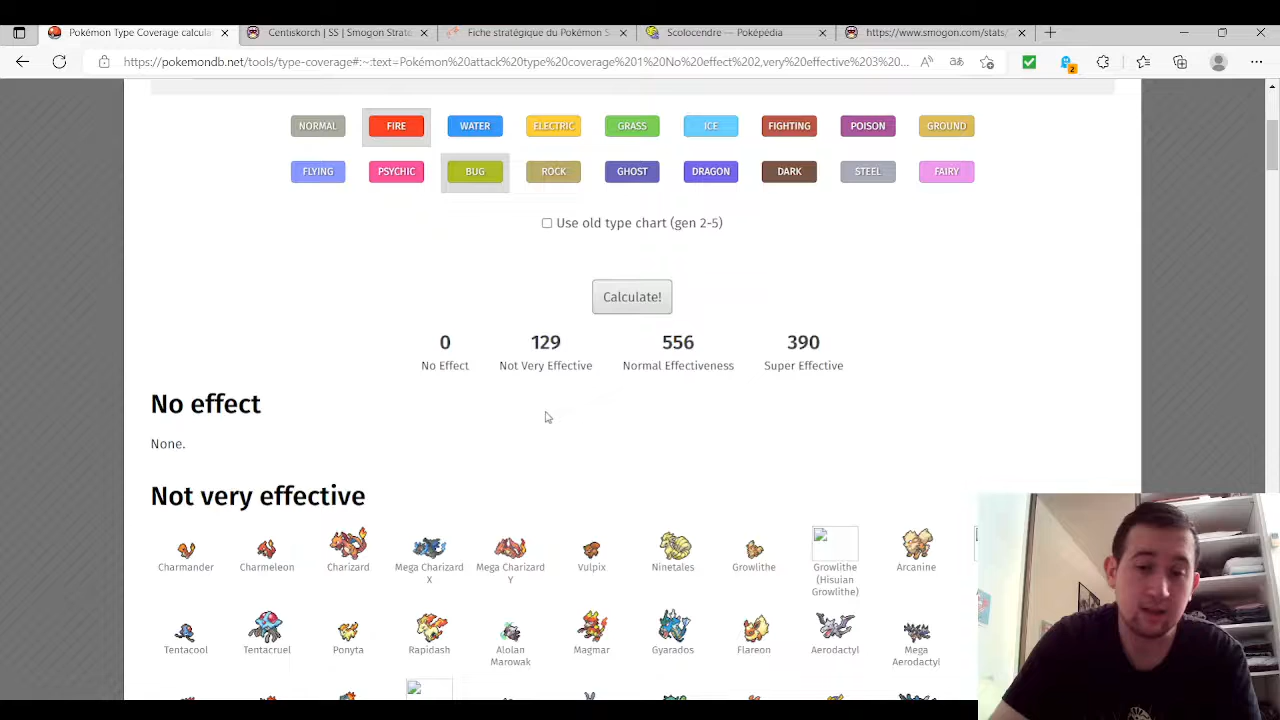 Pokémon Type Coverage calcula
Centiskorch | SS | Smogon Strate
Fiche stratégique du Pokémon S
Scolocendre — Poképédia
https://www.smogon.com/stats/
https://pokemondb.net/tools/type-coverage#:~:text=Pokémon%20attack%20type%20coverage%201%20No%20effect%202,very%20effective%203%20...
2
NORMAL FIRE WATER ELECTRIC GRASS ICE FIGHTING POISON GROUND
FLYING PSYCHIC BUG ROCK GHOST DRAGON DARK STEEL FAIRY
Use old type chart (gen 2-5)
Calculate!
0 129 556 390
No Effect Not Very Effective Normal Effectiveness Super Effective
No effect
None.
Not very effective
Charmander Charmeleon Charizard Mega Charizard X Mega Charizard Y Vulpix Ninetales Growlithe Growlithe (Hisuian Growlithe) Arcanine
Tentacool Tentacruel Ponyta Rapidash Alolan Marowak Magmar Gyarados Flareon Aerodactyl Mega Aerodactyl